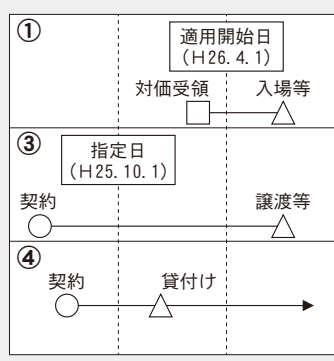 ①
適用開始日
(H26.4.1)
対価受領 入場等
③
指定日
(H25.10.1)
契約 譲渡等
④
契約 貸付け